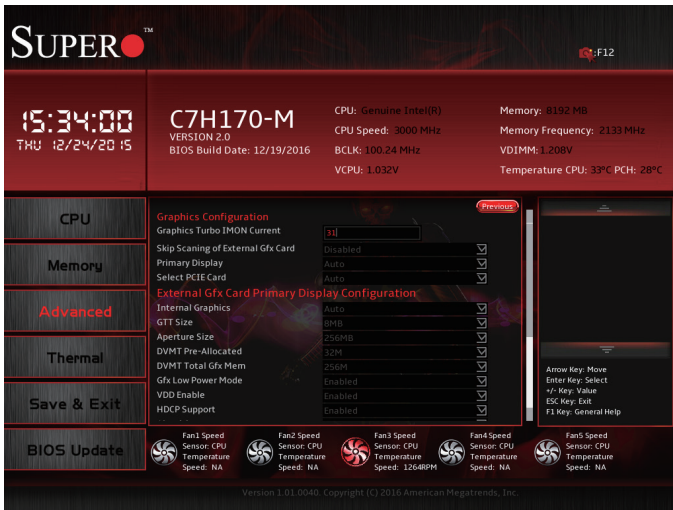 SUPER TM
:F12
15:34:00
THU 12/24/2015
C7H170-M
VERSION 2.0
BIOS Build Date: 12/19/2016
CPU: Genuine Intel(R)
CPU Speed: 3000 MHz
BCLK: 100.24 MHz
VCPU: 1.032V
Memory: 8192 MB
Memory Frequency: 2133 MHz
VDIMM: 1.208V
Temperature CPU: 33°C PCH: 28°C
CPU
Memory
Advanced
Thermal
Save & Exit
BIOS Update
Previous
Graphics Configuration
Graphics Turbo IMON Current 31
Skip Scaning of External Gfx Card Disabled
Primary Display Auto
Select PCIE Card Auto
External Gfx Card Primary Display Configuration
Internal Graphics Auto
GTT Size 8MB
Aperture Size 256MB
DVMT Pre-Allocated 32M
DVMT Total Gfx Mem 256M
Gfx Low Power Mode Enabled
VDD Enable Enabled
HDCP Support Enabled
Arrow Key: Move
Enter Key: Select
+/- Key: Value
ESC Key: Exit
F1 Key: General Help
Fan1 Speed
Sensor: CPU
Temperature
Speed: NA
Fan2 Speed
Sensor: CPU
Temperature
Speed: NA
Fan3 Speed
Sensor: CPU
Temperature
Speed: 1264RPM
Fan4 Speed
Sensor: CPU
Temperature
Speed: NA
Fan5 Speed
Sensor: CPU
Temperature
Speed: NA
Version 1.01.0040. Copyright (C) 2016 American Megatrends, Inc.